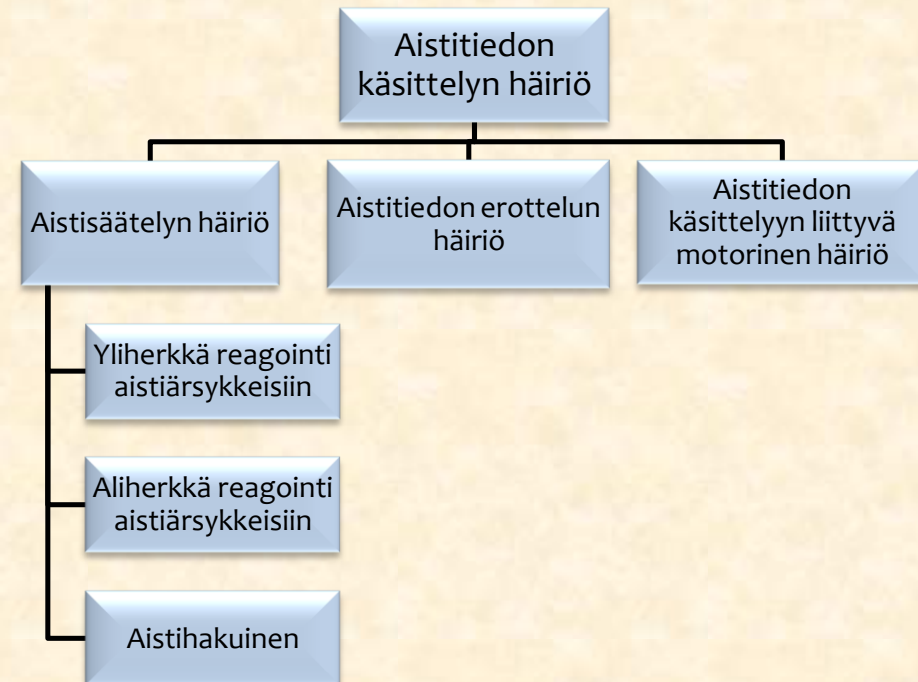 Aistitiedon
käsittelyn häiriö
Aistisäätelyn häiriö
Aistitiedon erottelun
häiriö
Aistitiedon
käsittelyyn liittyvä
motorinen häiriö
Yliherkkä reagointi
aistiärsykkeisiin
Aliherkkä reagointi
aistiärsykkeisiin
Aistihakuinen